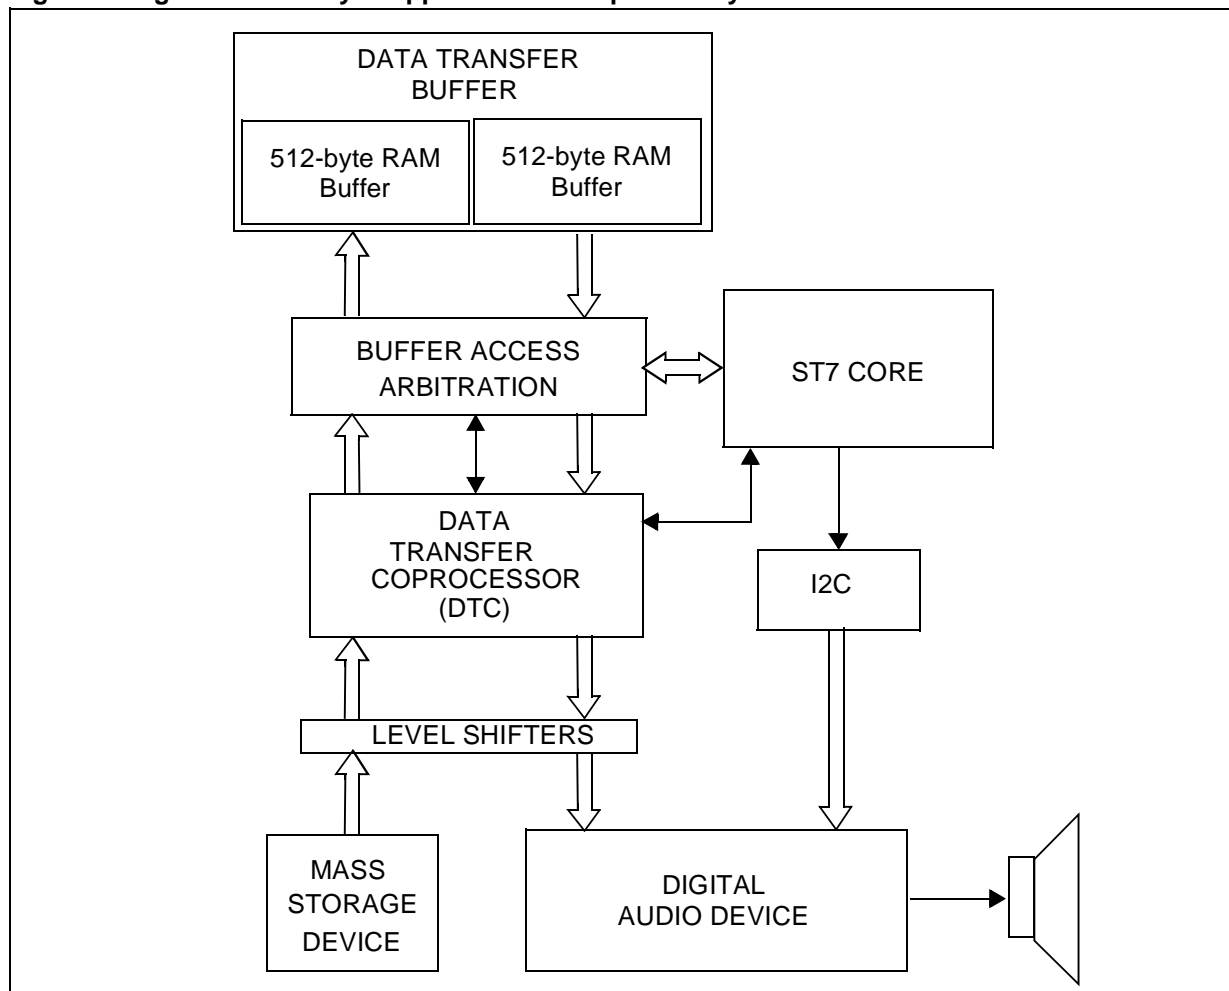 DATA TRANSFER
BUFFER
512-byte RAM
Buffer
512-byte RAM
Buffer
BUFFER ACCESS
ARBITRATION
ST7 CORE
DATA
TRANSFER
COPROCESSOR
(DTC)
I2C
LEVEL SHIFTERS
MASS
STORAGE
DEVICE
DIGITAL
AUDIO DEVICE